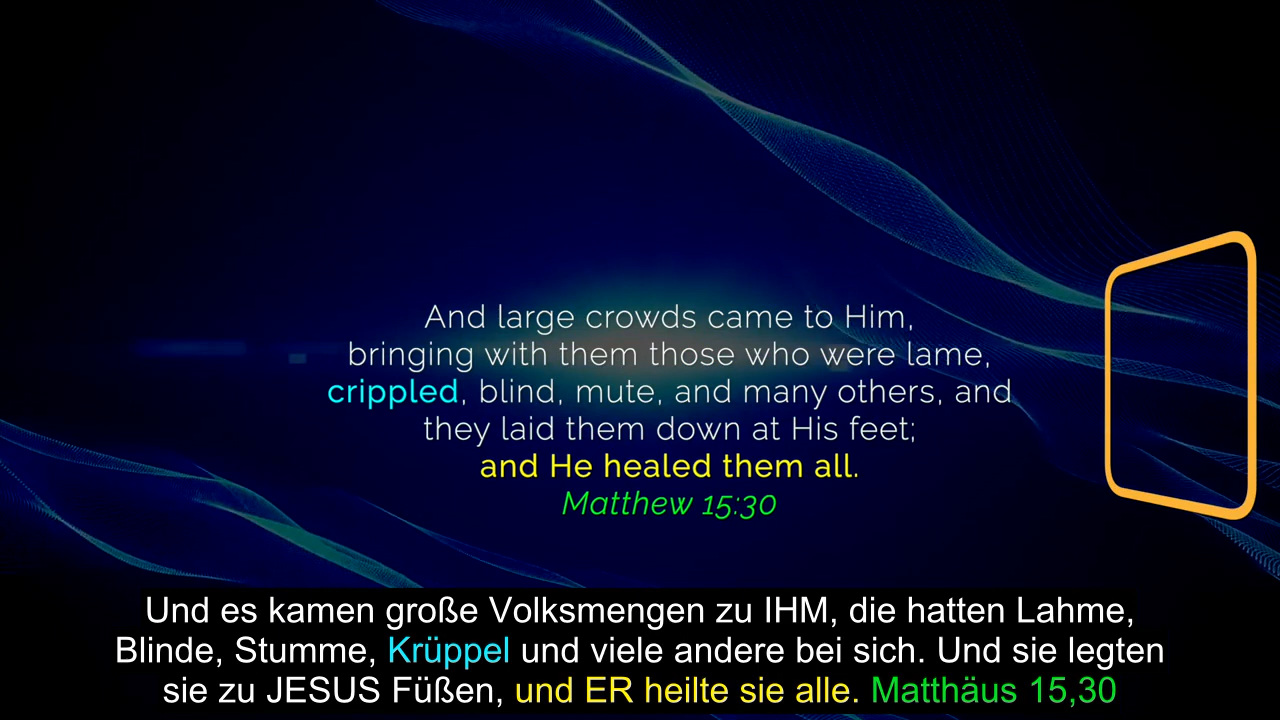 And large crowds came to Him,
bringing with them those who were lame,
crippled, blind, mute, and many others, and
they laid them down at His feet;
and He healed them all.
Matthew 15:30
Und es kamen große Volksmengen zu IHM, die hatten Lahme,
Blinde, Stumme, Krüppel und viele andere bei sich. Und sie legten
sie zu JESUS Füßen, und ER heilte sie alle. Matthäus 15,30